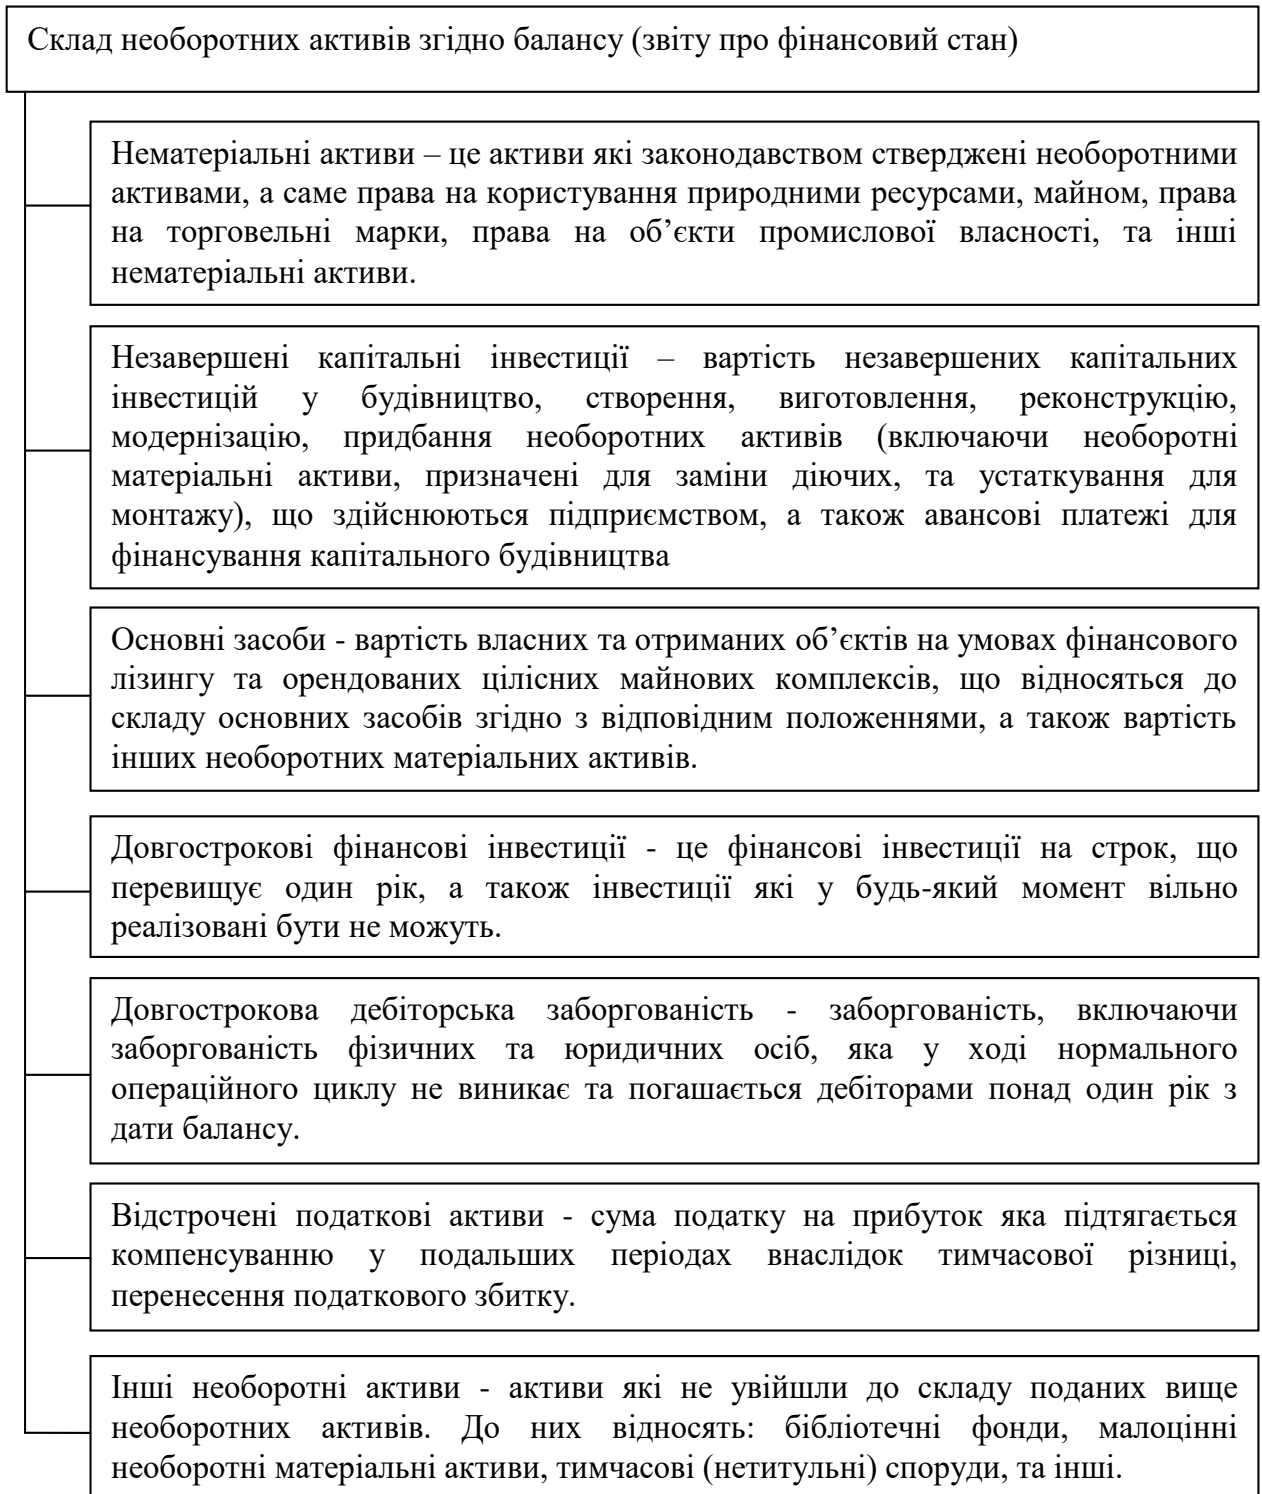 Склад необоротних активів згідно балансу (звіту про фінансовий стан)
Нематеріальні активи – це активи які законодавством стверджені необоротними
активами, а саме права на користування природними ресурсами, майном, права
на торговельні марки, права на об’єкти промислової власності, та інші
нематеріальні активи.
Незавершені капітальні інвестиції – вартість незавершених капітальних
інвестицій у будівництво, створення, виготовлення, реконструкцію,
модернізацію, придбання необоротних активів (включаючи необоротні
матеріальні активи, призначені для заміни діючих, та устаткування для
монтажу), що здійснюються підприємством, а також авансові платежі для
фінансування капітального будівництва
Основні засоби - вартість власних та отриманих об’єктів на умовах фінансового
лізингу та орендованих цілісних майнових комплексів, що відносяться до
складу основних засобів згідно з відповідним положеннями, а також вартість
інших необоротних матеріальних активів.
Довгострокові фінансові інвестиції - це фінансові інвестиції на строк, що
перевищує один рік, а також інвестиції які у будь-який момент вільно
реалізовані бути не можуть.
Довгострокова дебіторська заборгованість - заборгованість, включаючи
заборгованість фізичних та юридичних осіб, яка у ході нормального
операційного циклу не виникає та погашається дебіторами понад один рік з
дати балансу.
Відстрочені податкові активи - сума податку на прибуток яка підтягається
компенсуванню у подальших періодах внаслідок тимчасової різниці,
перенесення податкового збитку.
Інші необоротні активи - активи які не увійшли до складу поданих вище
необоротних активів. До них відносять: бібліотечні фонди, малоцінні
необоротні матеріальні активи, тимчасові (нетитульні) споруди, та інші.